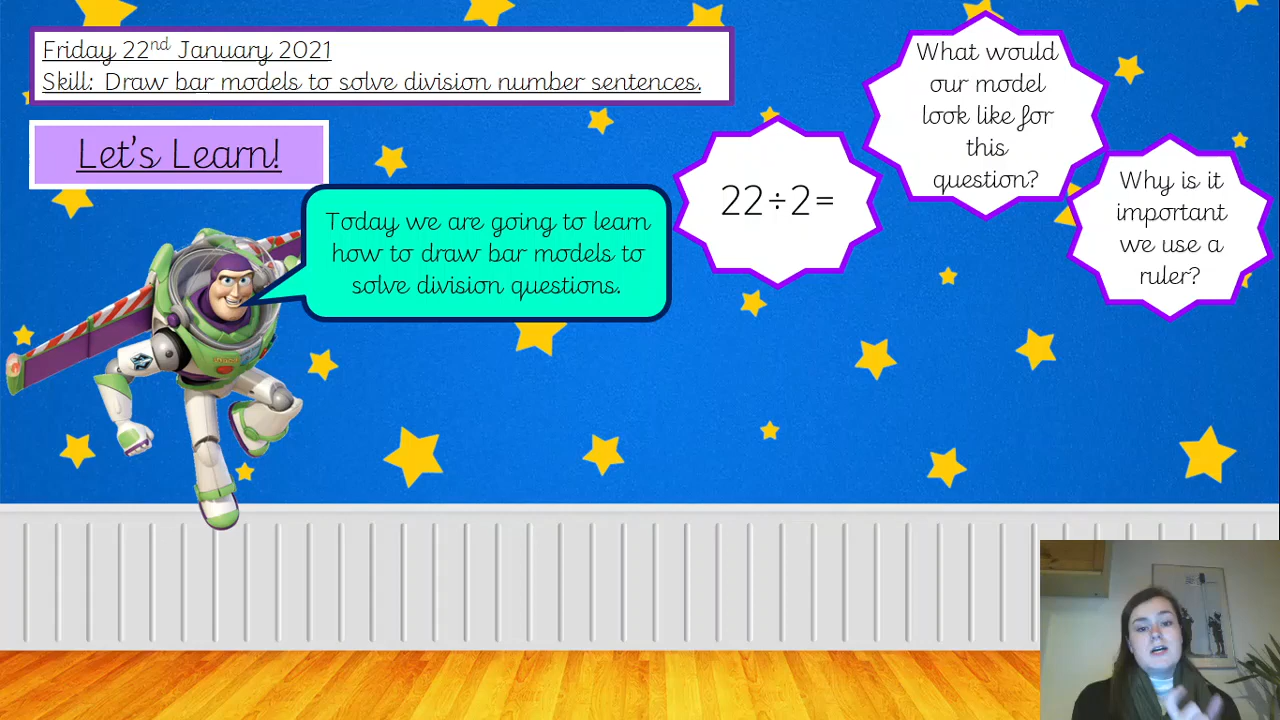 Friday 22nd January 2021
Skill: Draw bar models to solve division number sentences.
Let's Learn!
Today we are going to learn
how to draw bar models to
solve division questions.
22÷2=
What would
our model
look like for
this
question?
Why is it
important
we use a
ruler?